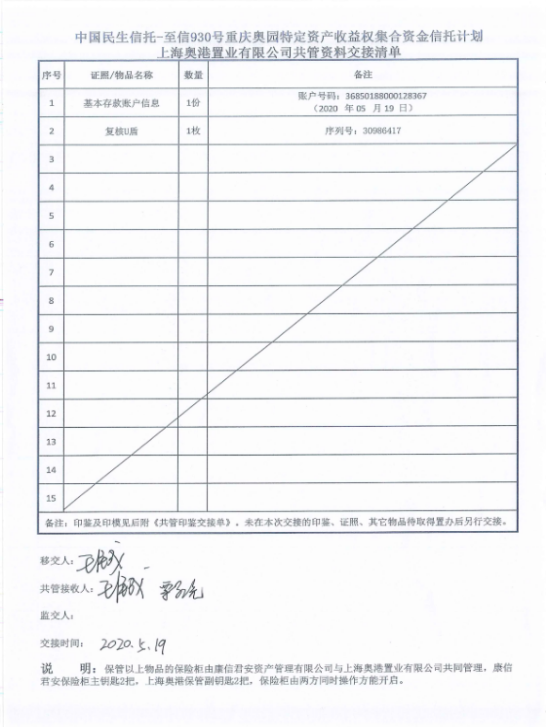 中国民生信托-至信930号重庆奥园特定资产收益权集合资金信托计划
上海奥港置业有限公司共管资料交接清单
序号 证照/物品名称 数量 备注
1 基本存款账户信息 1份 账户号码：36850188000128367
（2020 年 05 月 19 日）
2 复核U盾 1枚 序列号：30986417
3
4
5
6
7
8
9
10
11
12
13
14
15
备注：印鉴及印模见后附《共管印鉴交接单》。未在本次交接的印鉴、证照、其它物品待取得置办后另行交接。
移交人：
共管接收人：
监交人：
交接时间： 2020.5.19
说 明：保管以上物品的保险柜由康信君安资产管理有限公司与上海奥港置业有限公司共同管理，康信
君安保险柜主钥匙2把，上海奥港保管副钥匙2把，保险柜由两方同时操作方能开启。